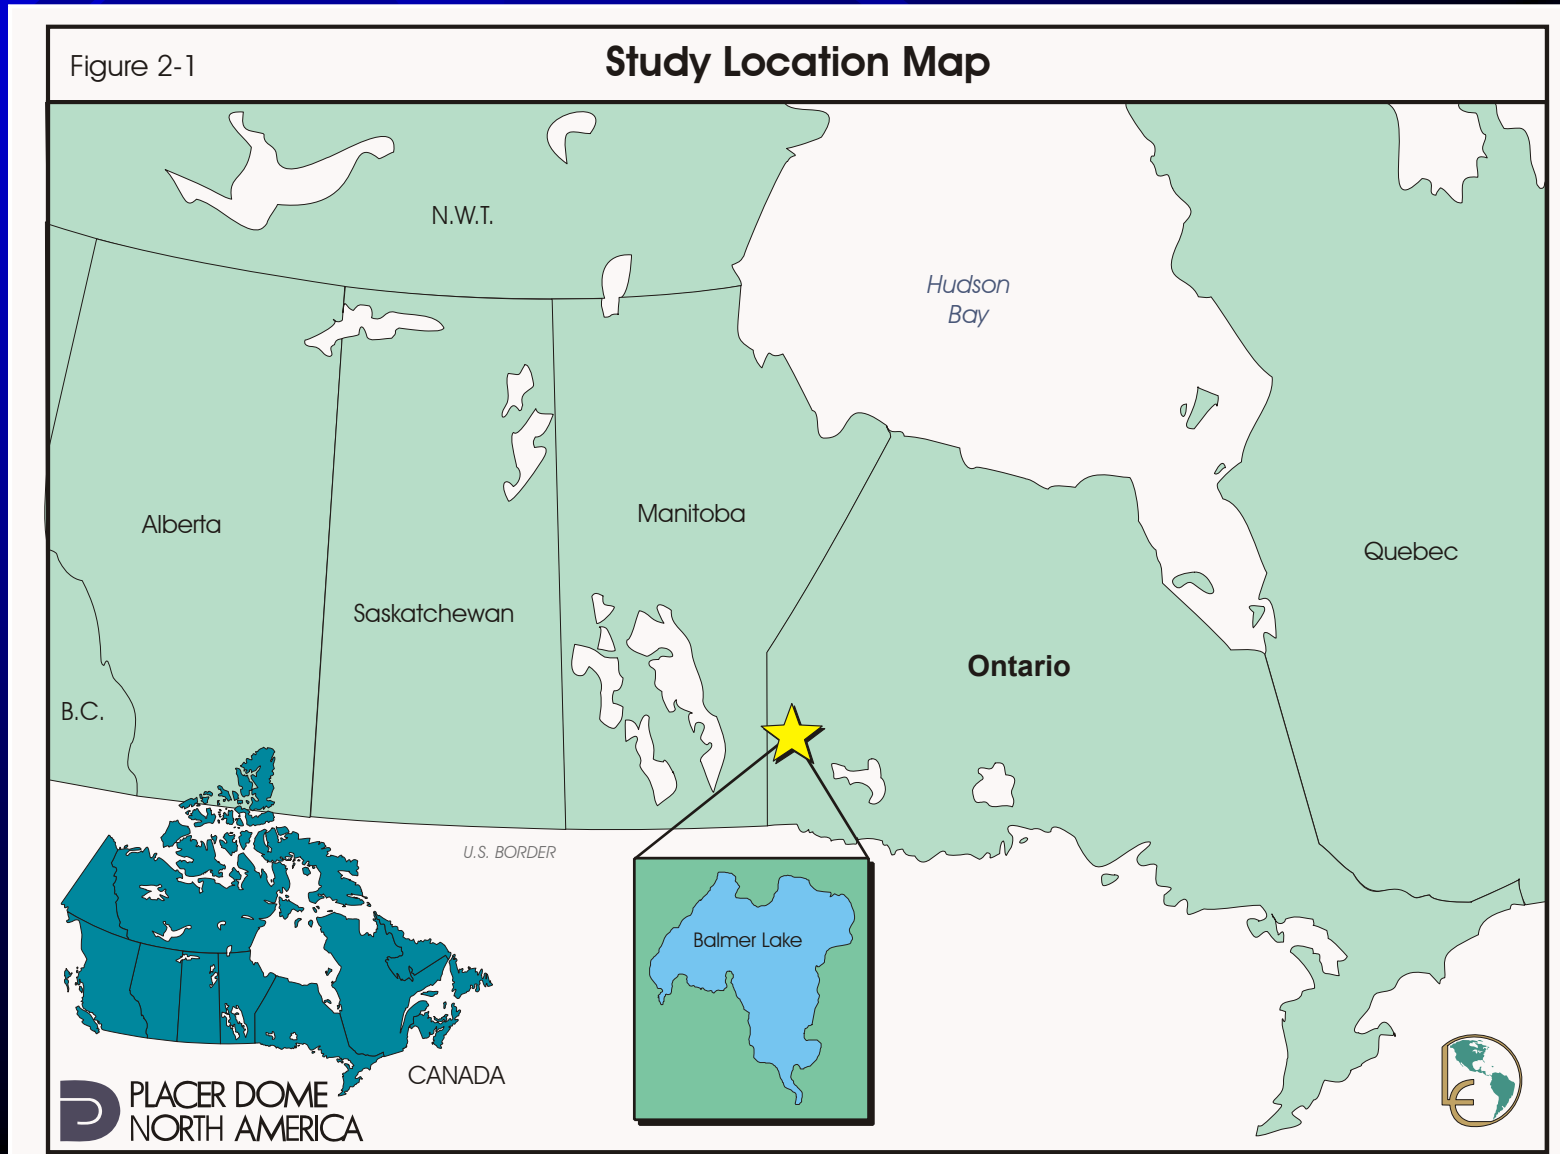 Figure 2-1
Study Location Map
N.W.T.
Hudson
Bay
Alberta
Manitoba
Quebec
Saskatchewan
Ontario
B.C.
U.S. BORDER
Balmer Lake
CANADA
PLACER DOME
NORTH AMERICA
LE